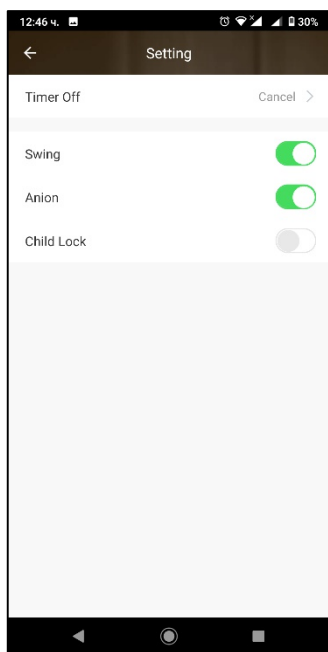 12:46 ч. 30%
Setting
Timer Off Cancel
Swing
Anion
Child Lock